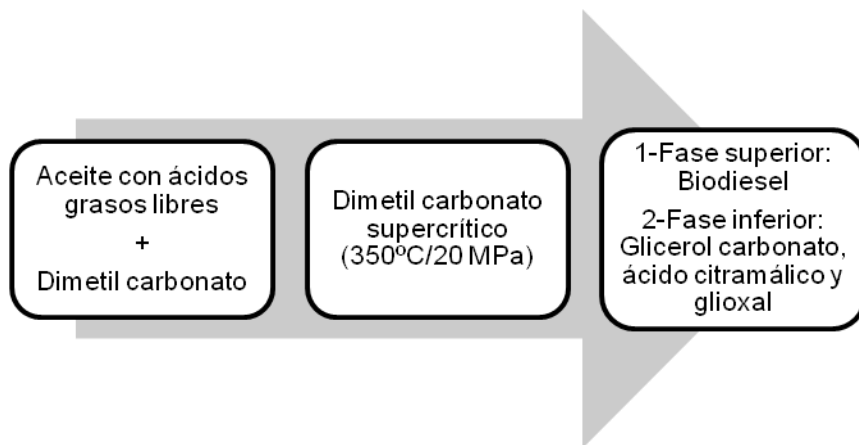 Aceite con ácidos
grasos libres
+
Dimetil carbonato
Dimetil carbonato
supercrítico
(350ºC/20 MPa)
1-Fase superior:
Biodiesel
2-Fase inferior:
Glicerol carbonato,
ácido citramálico y
glioxal